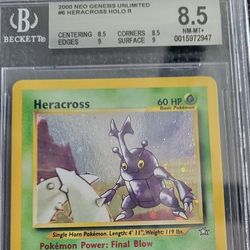 BECKETT
2000 NEO GENESIS UNLIMITED
#6 HERACROSS HOLO R
CENTERING 8.5 CORNERS 8.5
EDGES 9 SURFACE 9
8.5
NM-MT+
0015972947
Heracross
60 HP
Basic Pokémon
Single Horn Pokémon. Length: 4' 11", Weight: 119 lbs.
Pokémon Power: Final Blow